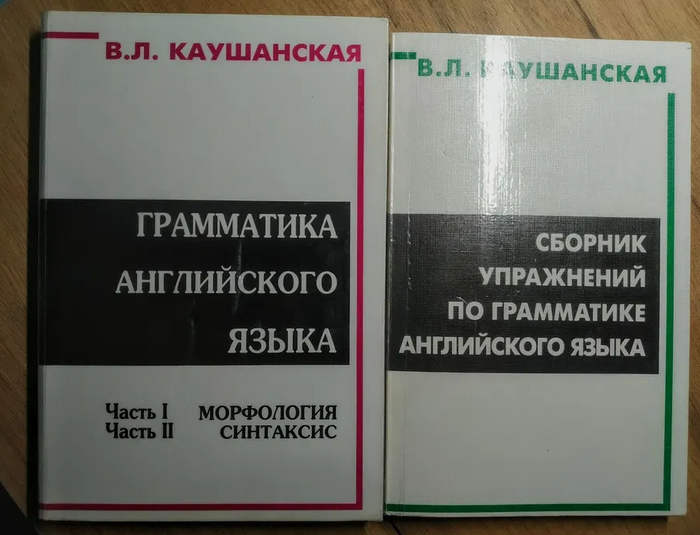 В.Л. КАУШАНСКАЯ
ГРАММАТИКА
АНГЛИЙСКОГО
ЯЗЫКА
Часть I МОРФОЛОГИЯ
Часть II СИНТАКСИС
В.Л. КАУШАНСКАЯ
СБОРНИК
УПРАЖНЕНИЙ
ПО ГРАММАТИКЕ
АНГЛИЙСКОГО ЯЗЫКА